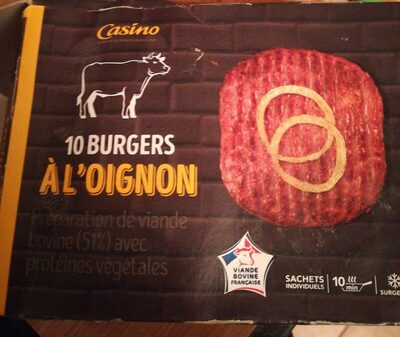 Casino
10 BURGERS
À L'OIGNON
Préparation de viande
bovine (51%) avec
protéines végétales
VIANDE
BOVINE
FRANÇAISE
SACHETS
INDIVIDUELS
10
min
SURGE